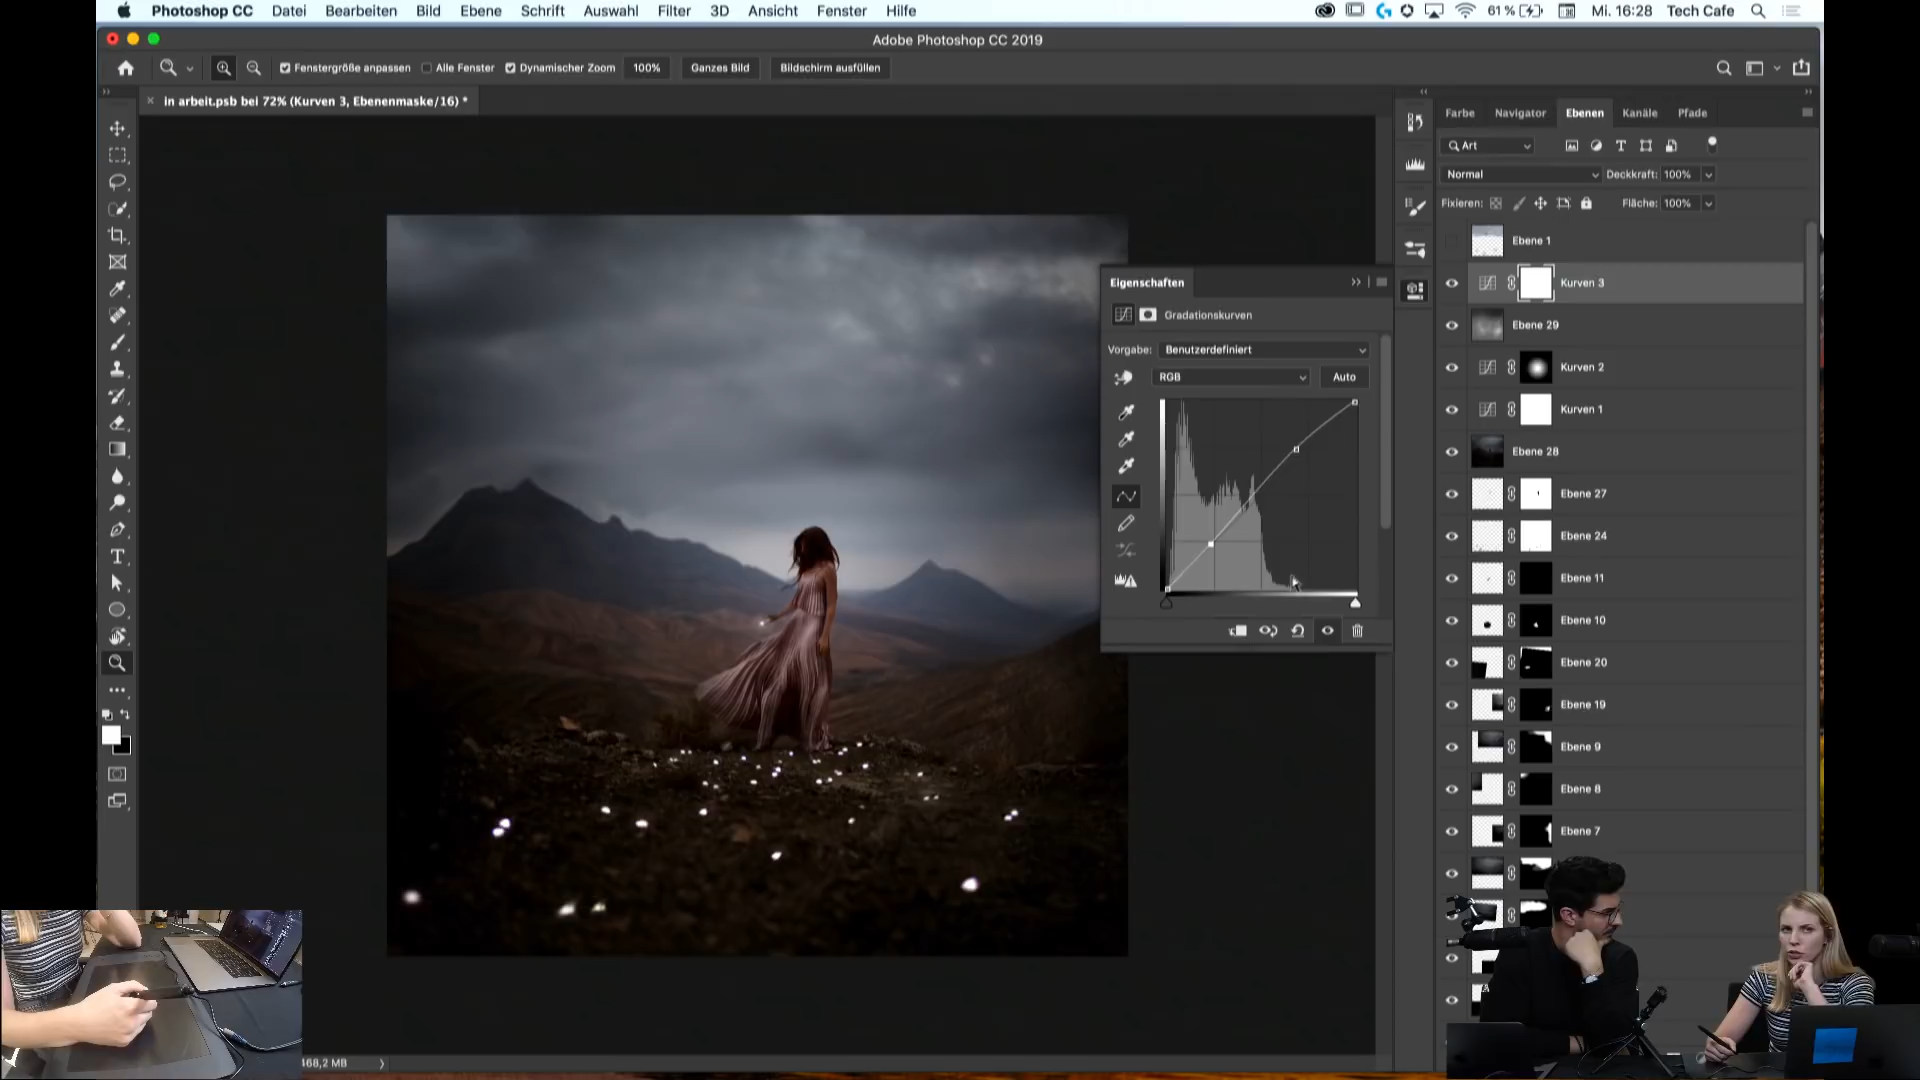 Photoshop CC Datei Bearbeiten Bild Ebene Schrift Auswahl Filter 3D Ansicht Fenster Hilfe 61 % Mi. 16:28 Tech Cafe
Adobe Photoshop CC 2019
Fenstergröße anpassen Alle Fenster Dynamischer Zoom 100% Ganzes Bild Bildschirm ausfüllen
in arbeit.psb bei 72% (Kurven 3, Ebenenmaske/16) *
Farbe Navigator Ebenen Kanäle Pfade
Art
Normal Deckkraft: 100%
Fixieren: Fläche: 100%
Ebene 1
Kurven 3
Ebene 29
Kurven 2
Kurven 1
Ebene 28
Ebene 27
Ebene 24
Ebene 11
Ebene 10
Ebene 20
Ebene 19
Ebene 9
Ebene 8
Ebene 7
Eigenschaften
Gradationskurven
Vorgabe: Benutzerdefiniert
RGB Auto
468,2 MB